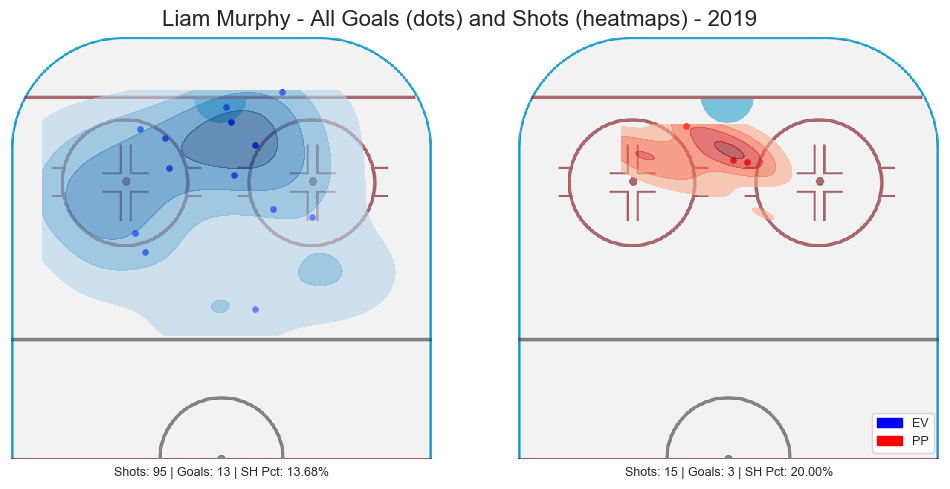 Liam Murphy - All Goals (dots) and Shots (heatmaps) - 2019
EV
PP
Shots: 95 | Goals: 13 | SH Pct: 13.68%
Shots: 15 | Goals: 3 | SH Pct: 20.00%